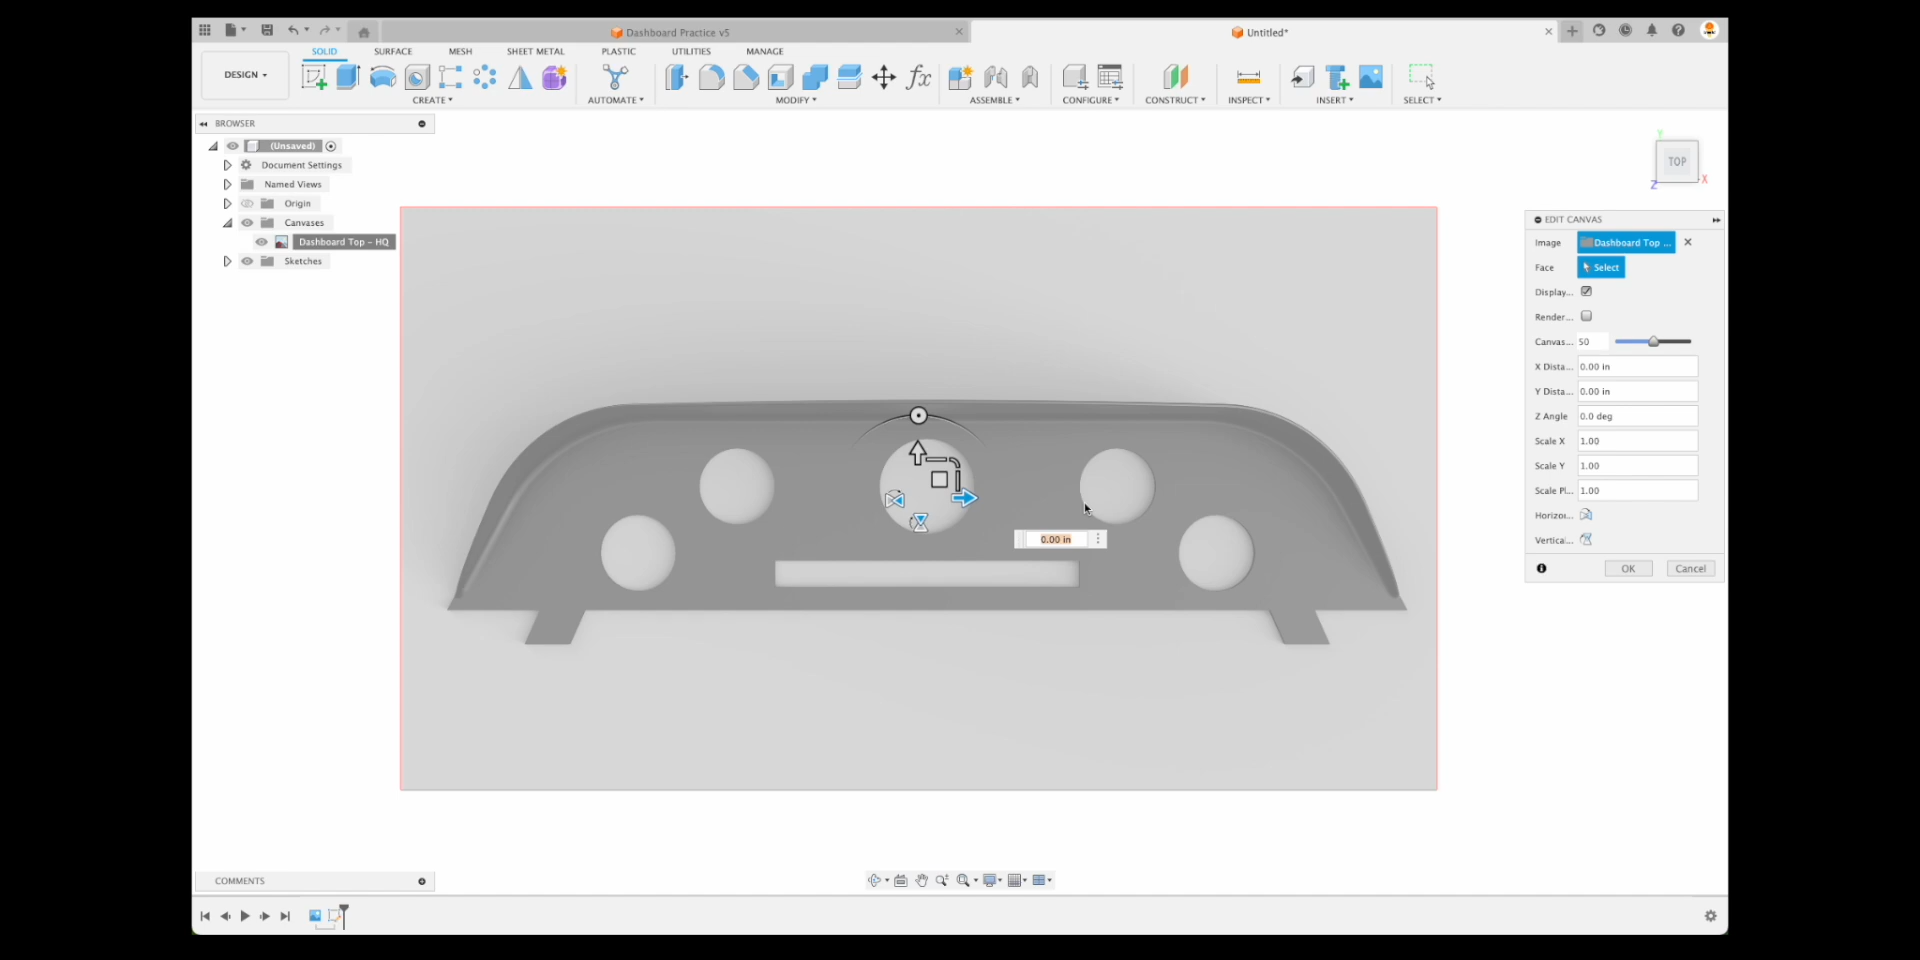 Dashboard Practice v5
Untitled*
DESIGN
SOLID
SURFACE
MESH
SHEET METAL
PLASTIC
UTILITIES
MANAGE
fx
CREATE
AUTOMATE
MODIFY
ASSEMBLE
CONFIGURE
CONSTRUCT
INSPECT
INSERT
SELECT
BROWSER
(Unsaved)
Document Settings
Named Views
Origin
Canvases
Dashboard Top - HQ
Sketches
Y
TOP
Z
X
EDIT CANVAS
Image Dashboard Top ...
Face Select
Display...
Render...
Canvas... 50
X Dista... 0.00 in
Y Dista... 0.00 in
Z Angle 0.0 deg
Scale X 1.00
Scale Y 1.00
Scale Pl... 1.00
Horizo...
Vertica...
OK Cancel
0.00 in
COMMENTS